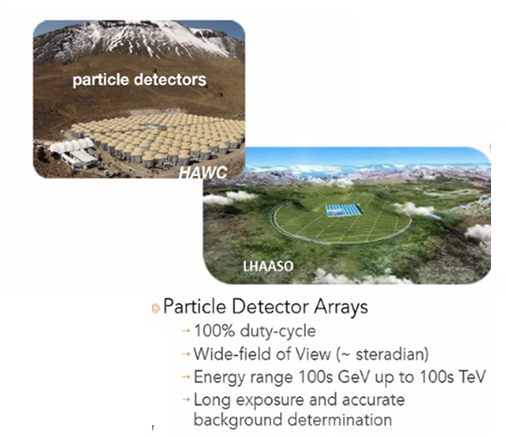 particle detectors
HAWC
LHAASO
Particle Detector Arrays
→ 100% duty-cycle
→ Wide-field of View (~ steradian)
→ Energy range 100s GeV up to 100s TeV
→ Long exposure and accurate
background determination